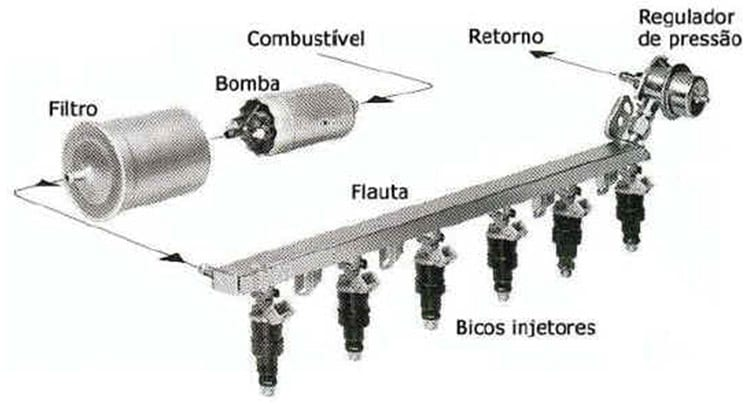 Regulador
de pressão
Combustível
Retorno
Bomba
Filtro
Flauta
Bicos injetores